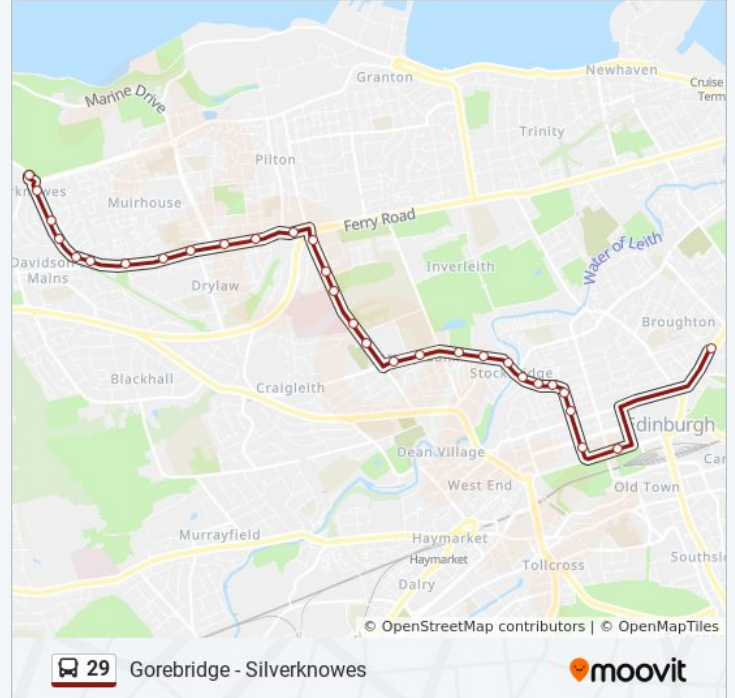 Newhaven
Granton
Cruise
Term
Marine Drive
Trinity
Pilton
knowes
Muirhouse
Ferry Road
Water of Leith
Davidson
Mains
Inverleith
Drylaw
Broughton
Blackhall
Stockbridge
Craigleith
Edinburgh
Dean Village
Car
West End
Old Town
Murrayfield
Haymarket
Haymarket
Southsi
Tollcross
Dalry
© OpenStreetMap contributors | © OpenMapTiles
29 Gorebridge - Silverknowes
moovit